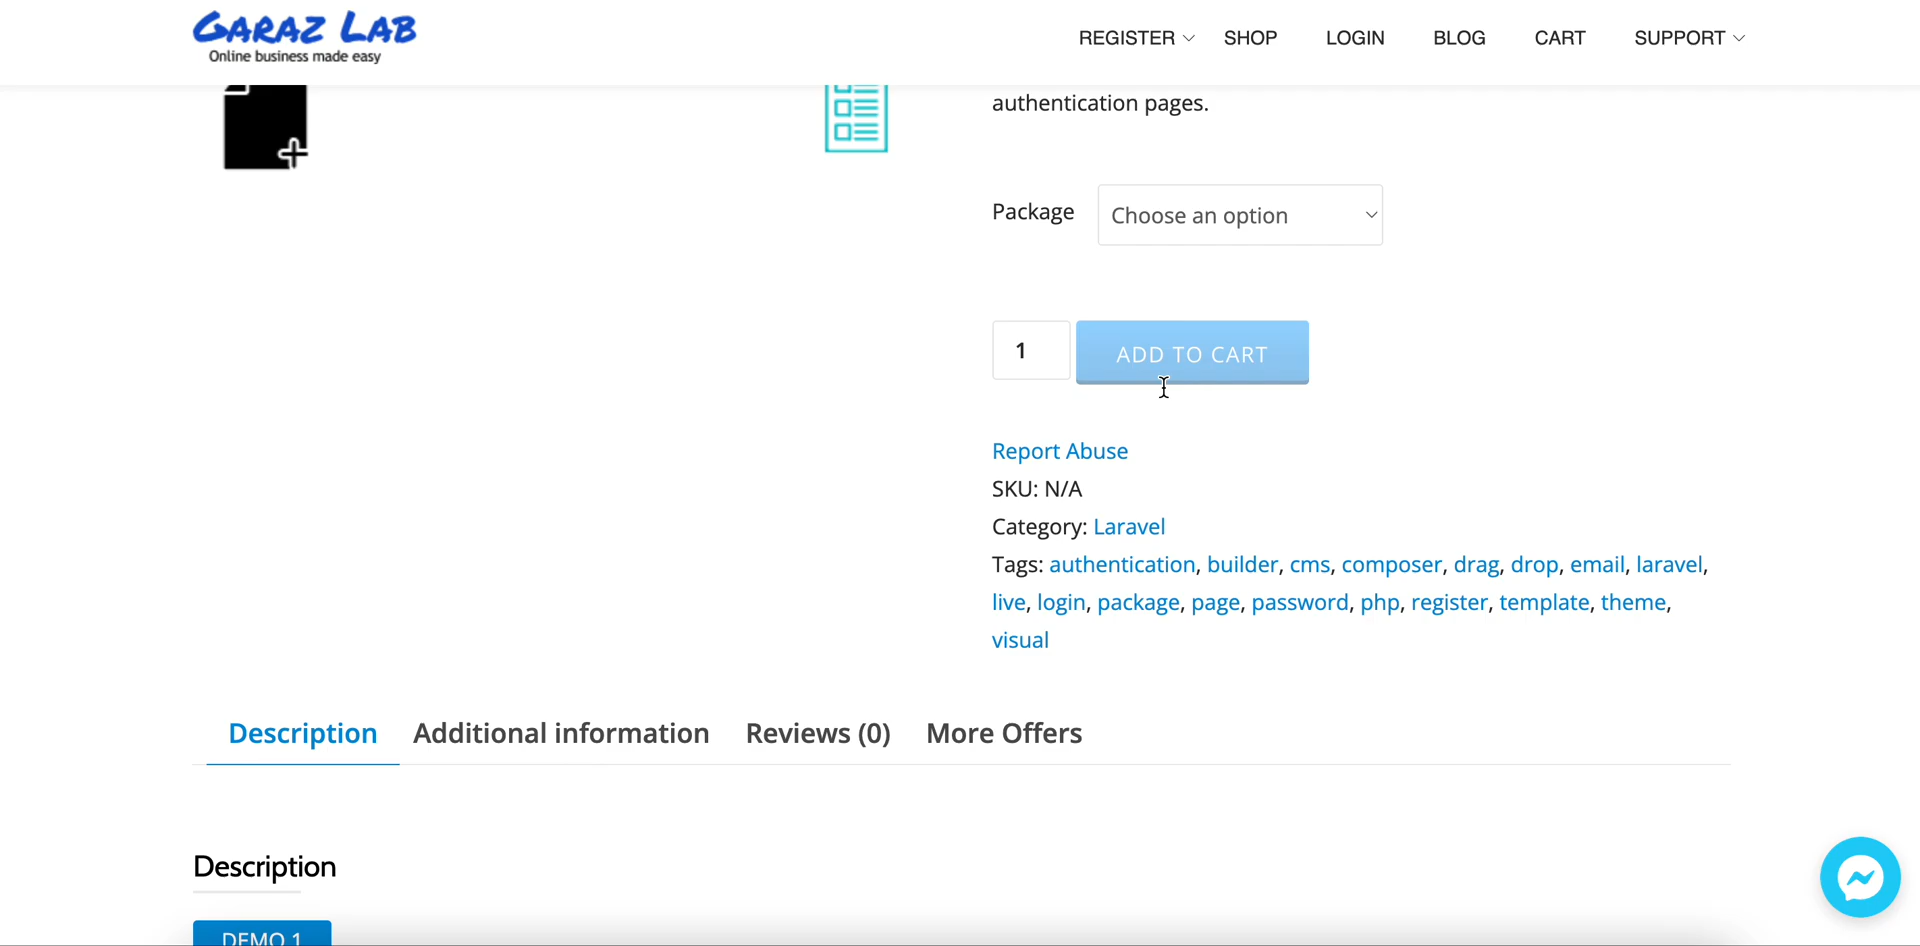 GARAZ LAB
Online business made easy
REGISTER SHOP LOGIN BLOG CART SUPPORT
authentication pages.
Package Choose an option
1 ADD TO CART
Report Abuse
SKU: N/A
Category: Laravel
Tags: authentication, builder, cms, composer, drag, drop, email, laravel,
live, login, package, page, password, php, register, template, theme,
visual
Description Additional information Reviews (0) More Offers
Description
DEMO 1